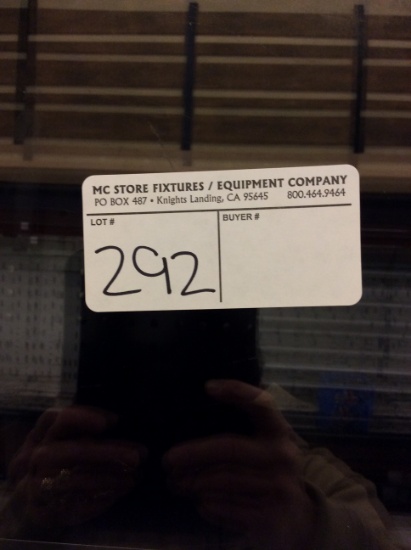 MC STORE FIXTURES / EQUIPMENT COMPANY
PO BOX 487 • Knights Landing, CA 95645 800.464.9464
LOT # BUYER #
292